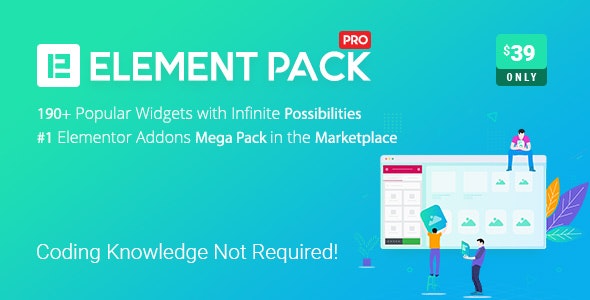 ELEMENT PACK PRO
$39
ONLY
190+ Popular Widgets with Infinite Possibilities
#1 Elementor Addons Mega Pack in the Marketplace
Coding Knowledge Not Required!